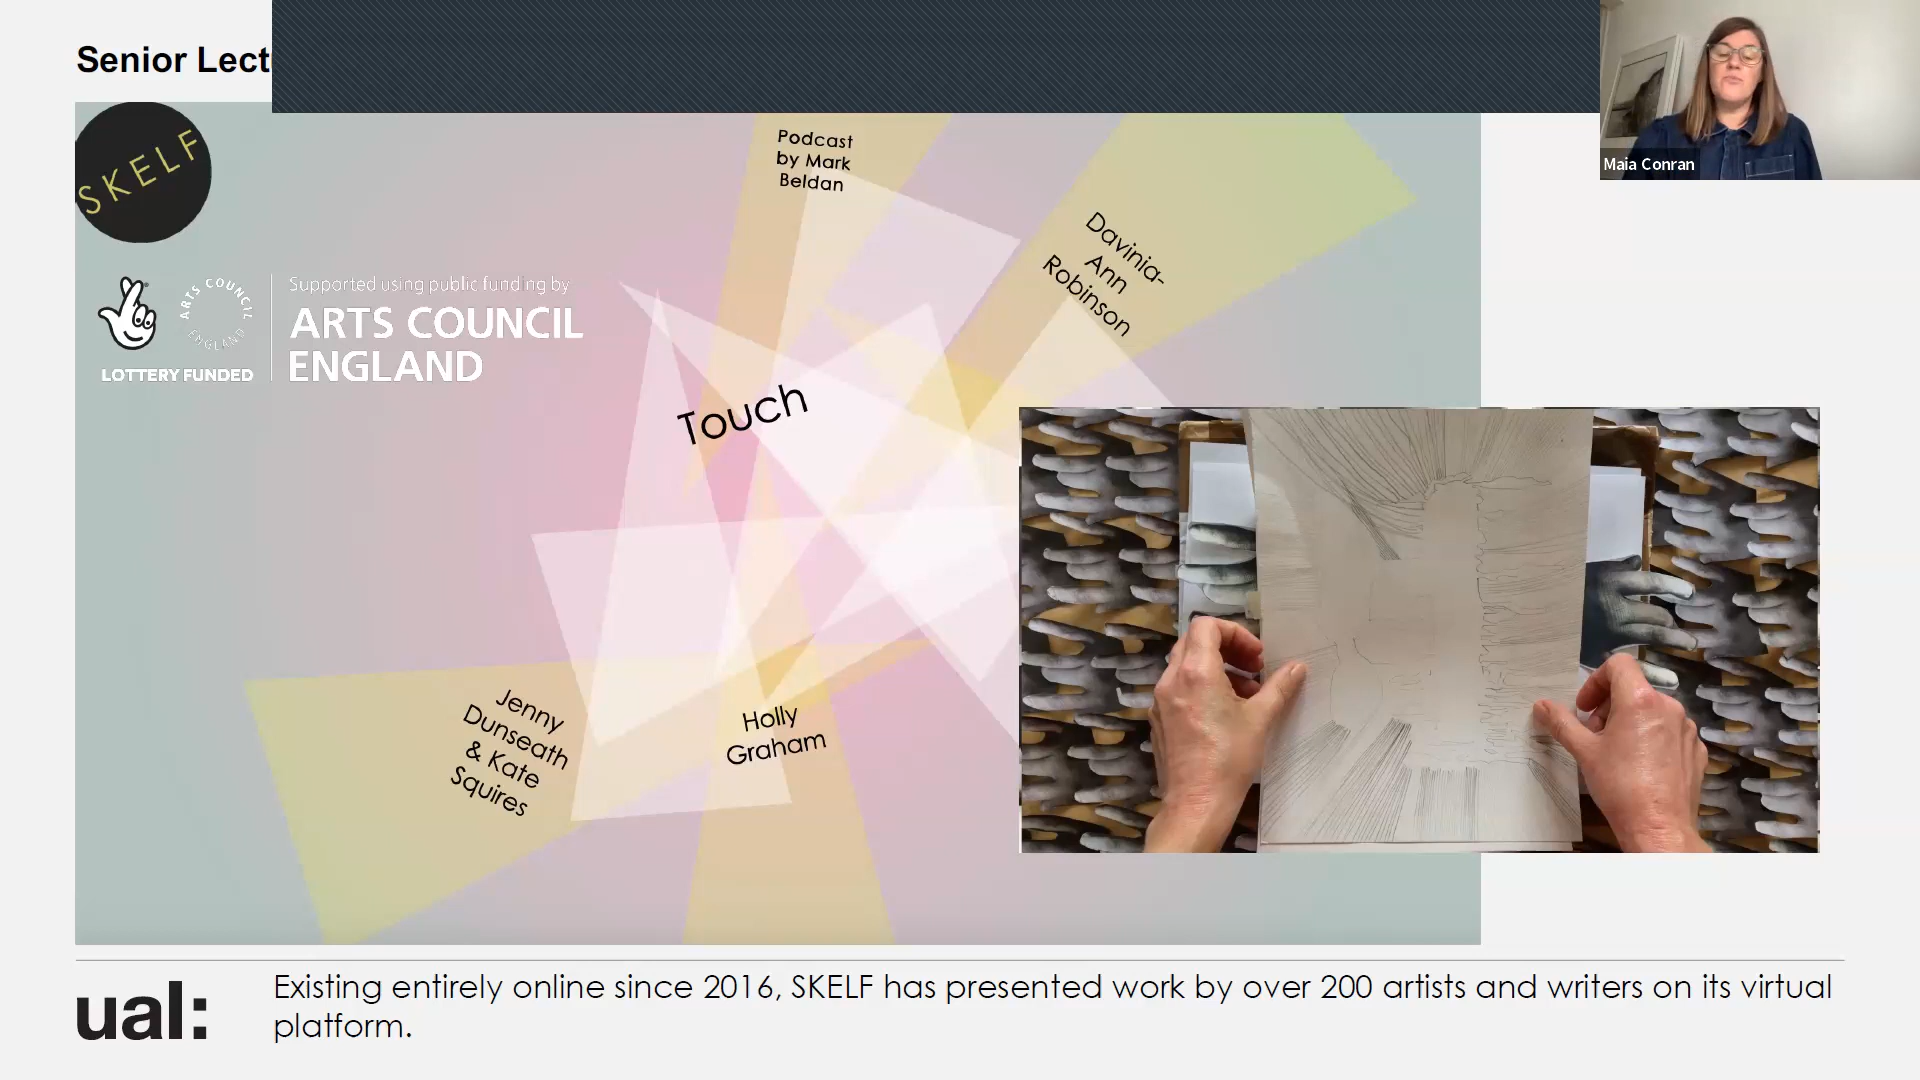 Senior Lect
Maia Conran
SKELF
Podcast
by Mark
Beldan
Davinia-
Ann
Robinson
ARTS COUNCIL
ENGLAND
LOTTERY FUNDED
Supported using public funding by
ARTS COUNCIL
ENGLAND
Touch
Jenny
Dunseath
& Kate
Squires
Holly
Graham
ual:
Existing entirely online since 2016, SKELF has presented work by over 200 artists and writers on its virtual
platform.